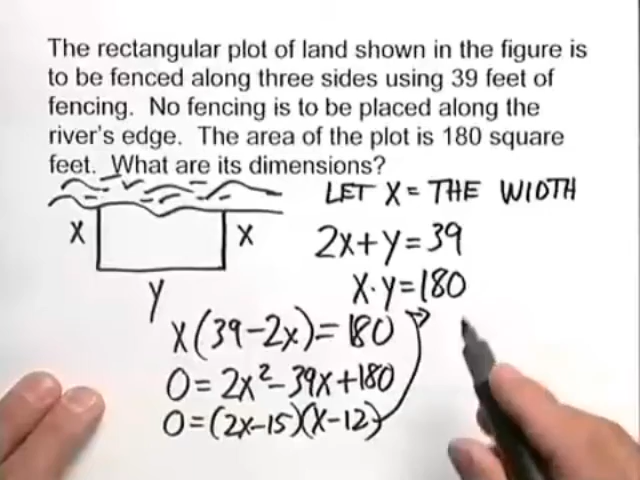 The rectangular plot of land shown in the figure is
to be fenced along three sides using 39 feet of
fencing. No fencing is to be placed along the
river's edge. The area of the plot is 180 square
feet. What are its dimensions?
LET X = THE WIDTH
X X
Y
2x+y=39
x·y=180
x(39-2x)=180
0=2x²-39x+180
0=(2x-15)(x-12)